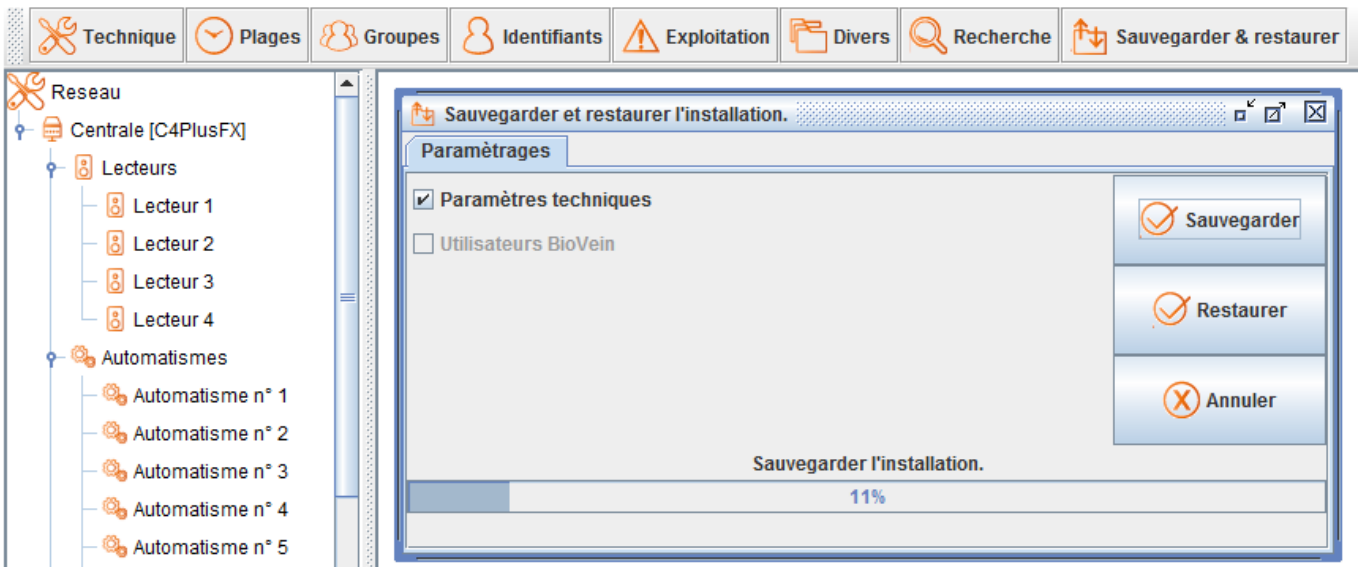 Technique Plages Groupes Identifiants Exploitation Divers Recherche Sauvegarder & restaurer
Reseau
Centrale [C4PlusFX]
Lecteurs
Lecteur 1
Lecteur 2
Lecteur 3
Lecteur 4
Automatismes
Automatisme n° 1
Automatisme n° 2
Automatisme n° 3
Automatisme n° 4
Automatisme n° 5
Sauvegarder et restaurer l'installation.
Paramètrages
Paramètres techniques
Utilisateurs BioVein
Sauvegarder
Restaurer
Annuler
Sauvegarder l'installation.
11%